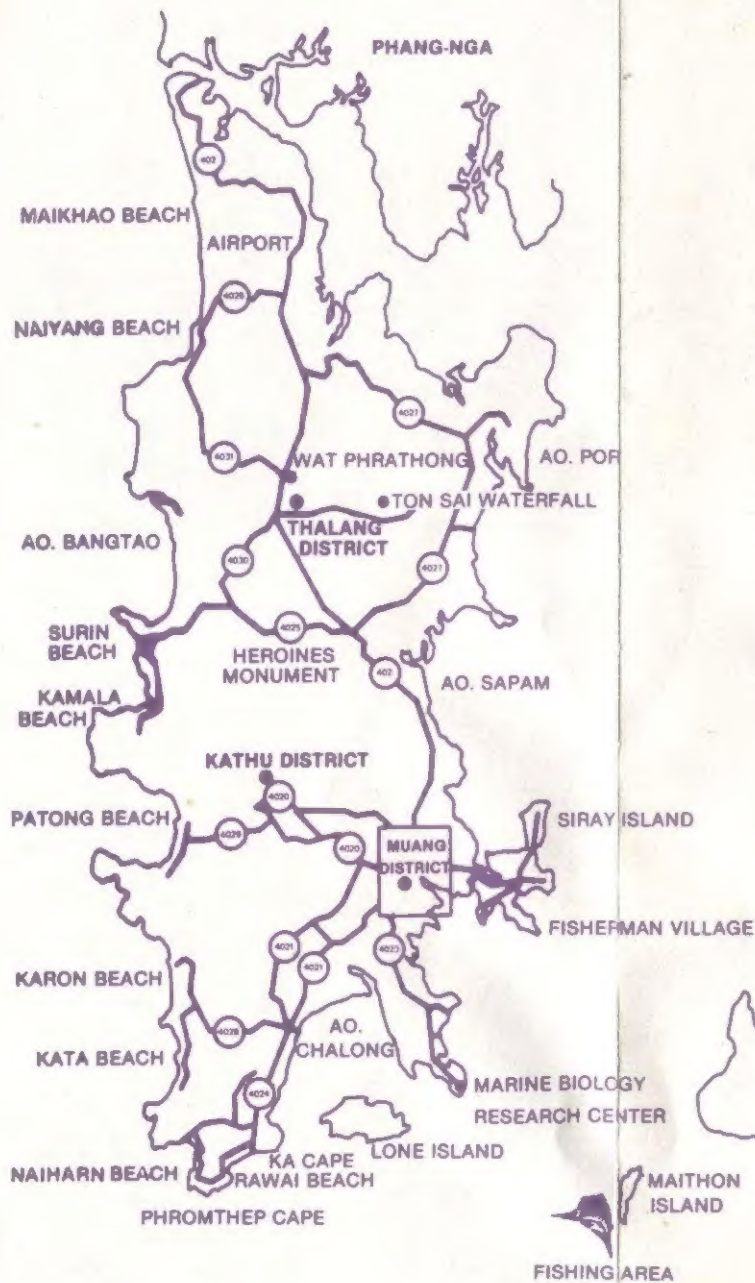 PHANG-NGA
402
MAIKHAO BEACH
AIRPORT
4026
NAIYANG BEACH
4027
4031
WAT PHRATHONG
AO. POR
TON SAI WATERFALL
THALANG
DISTRICT
AO. BANGTAO
4030
4027
4025
SURIN
BEACH
HEROINES
MONUMENT
402
AO. SAPAM
KAMALA
BEACH
KATHU DISTRICT
4020
PATONG BEACH
4029
4020
MUANG
DISTRICT
SIRAY ISLAND
FISHERMAN VILLAGE
4021
4021
4023
KARON BEACH
AO.
CHALONG
4028
KATA BEACH
MARINE BIOLOGY
RESEARCH CENTER
4024
LONE ISLAND
KA CAPE
NAIHARN BEACH
RAWAI BEACH
MAITHON
ISLAND
PHROMTHEP CAPE
FISHING AREA